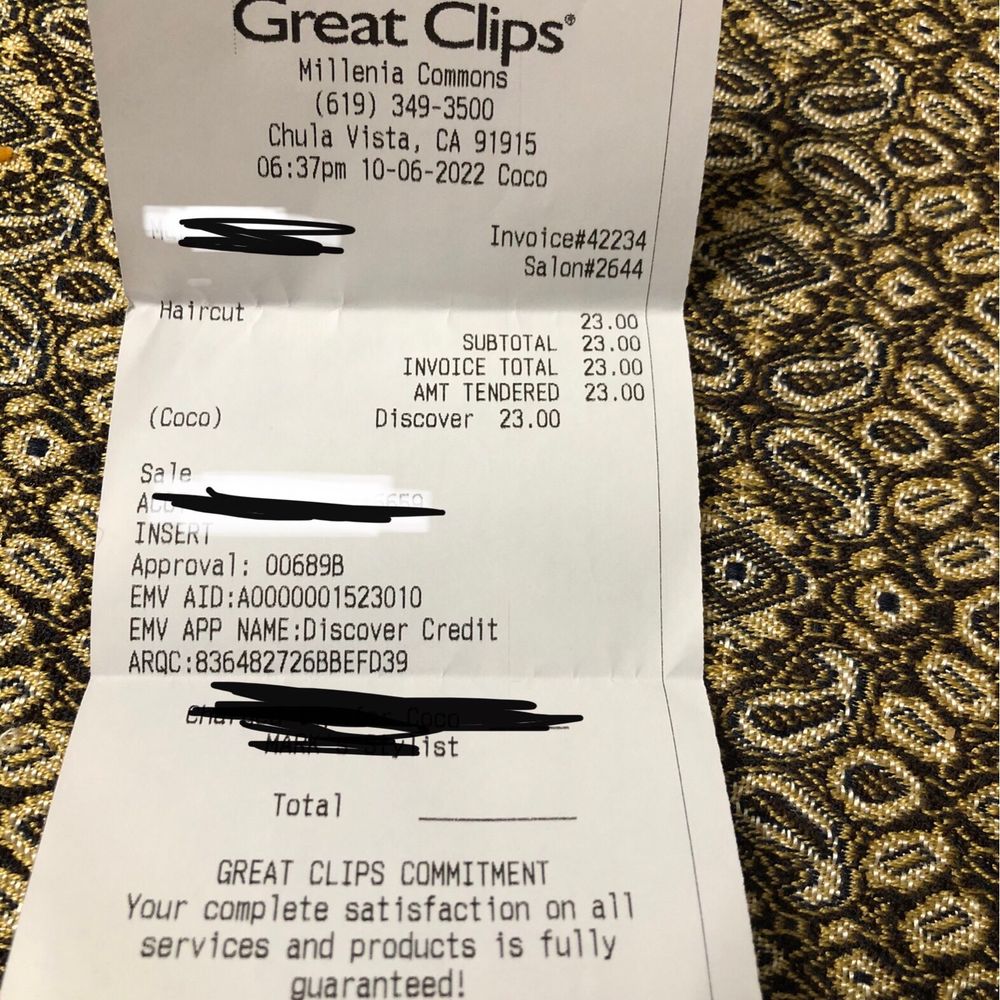 Great Clips®
Millenia Commons
(619) 349-3500
Chula Vista, CA 91915
06:37pm 10-06-2022 Coco
Invoice#42234
Salon#2644
Haircut 23.00
SUBTOTAL 23.00
INVOICE TOTAL 23.00
AMT TENDERED 23.00
(Coco) Discover 23.00
Sale
INSERT
Approval: 00689B
EMV AID:A0000001523010
EMV APP NAME:Discover Credit
ARQC:836482726BBEFD39
Coco
Total
GREAT CLIPS COMMITMENT
Your complete satisfaction on all
services and products is fully
guaranteed!